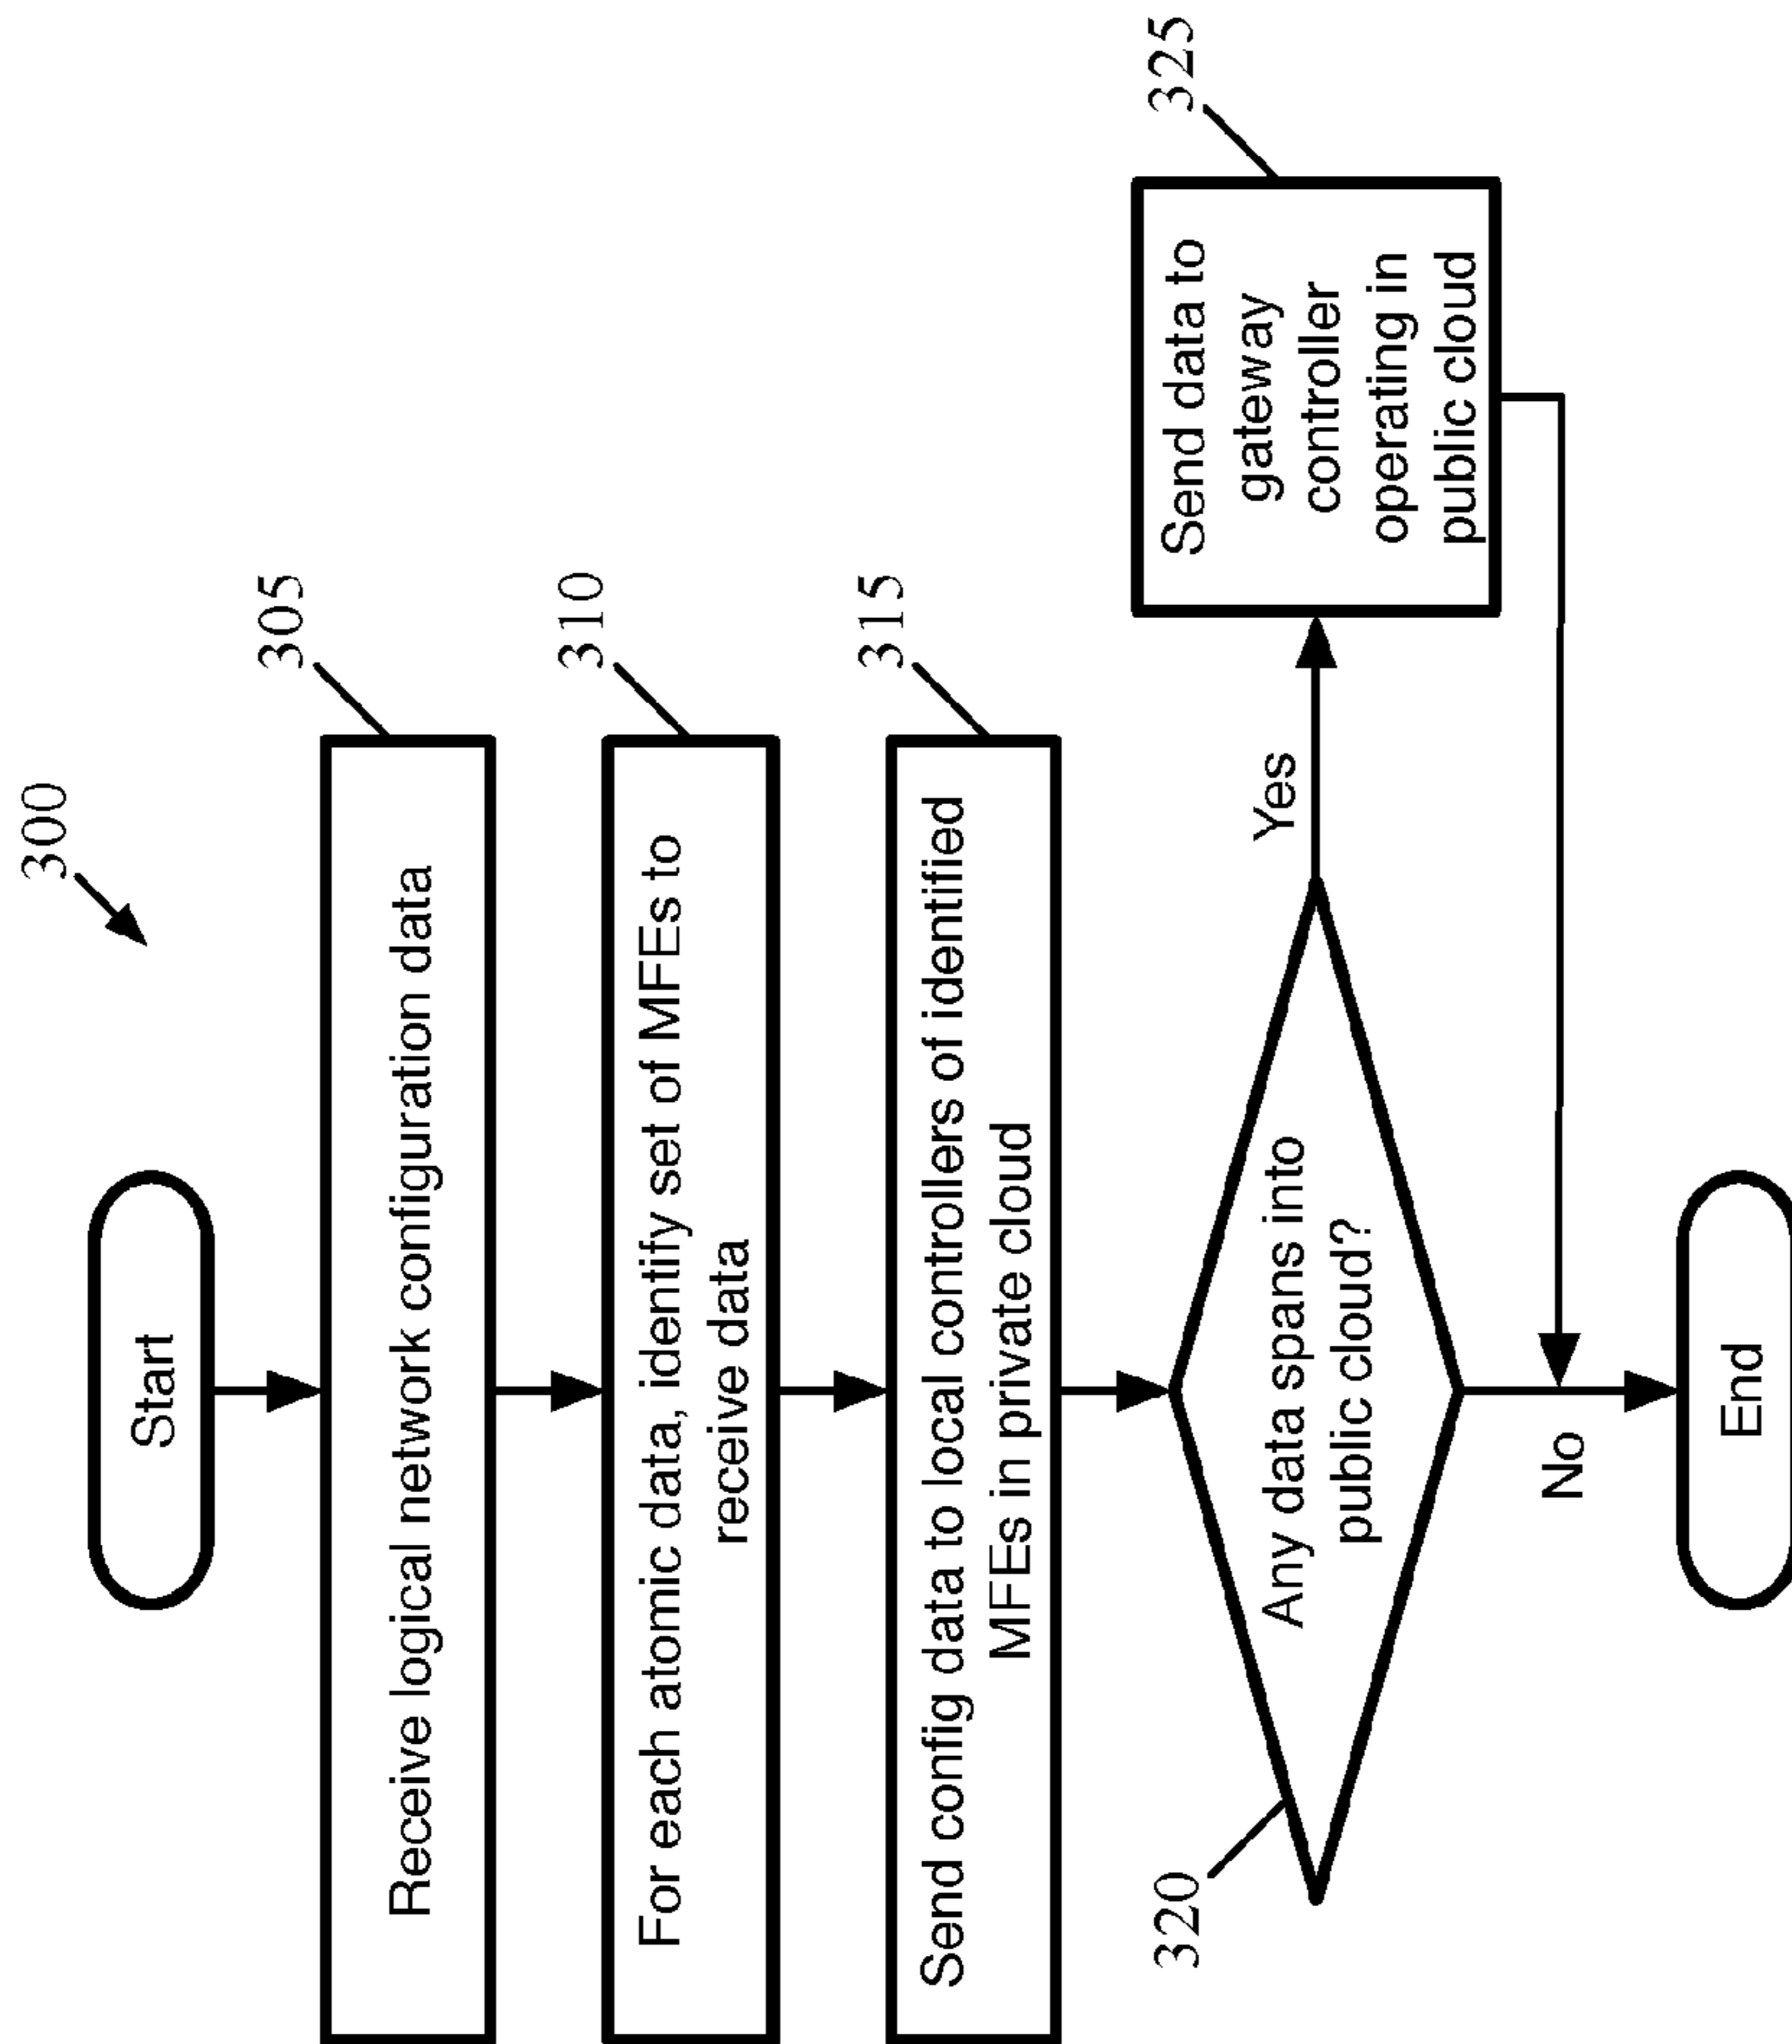 300
Start
305
Receive logical network configuration data
310
For each atomic data, identify set of MFEs to
receive data
315
Send config data to local controllers of identified
MFEs in private cloud
320
Any data spans into
public cloud?
Yes
325
Send data to
gateway
controller
operating in
public cloud
No
End